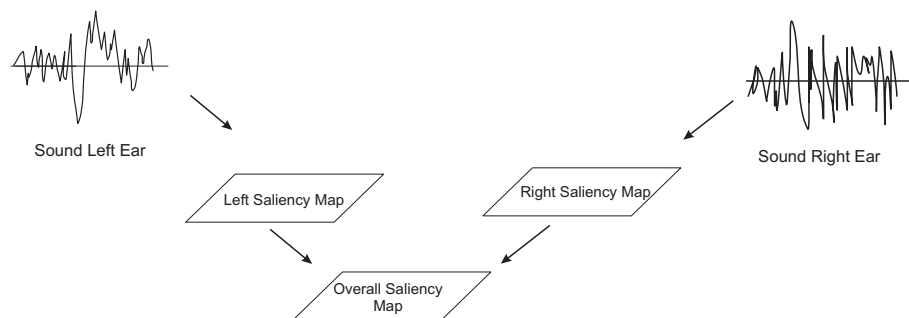 Sound Left Ear
Sound Right Ear
Left Saliency Map
Right Saliency Map
Overall Saliency
Map